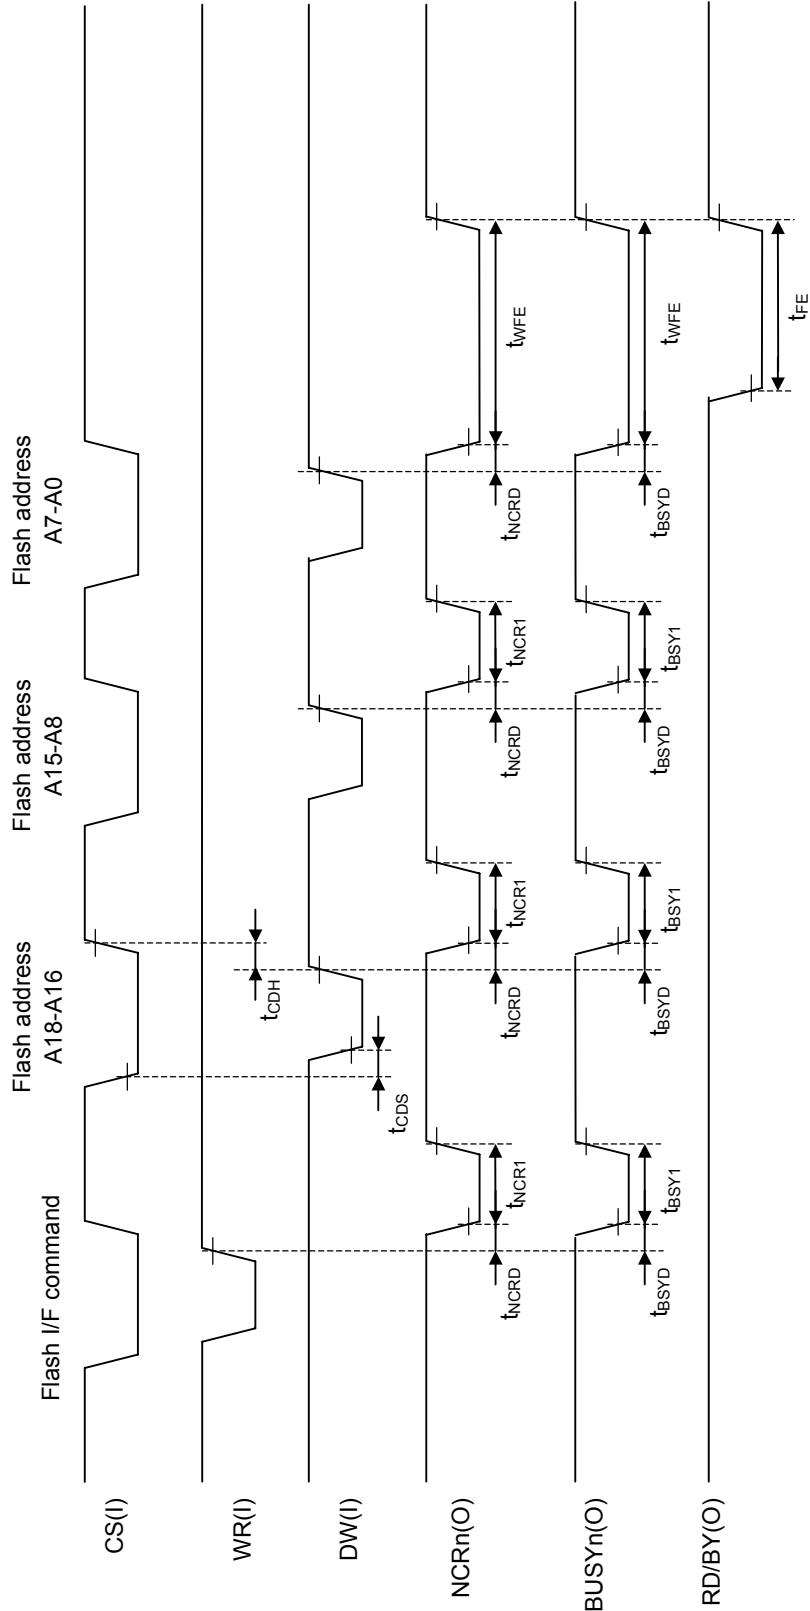 Flash I/F command
Flash address
A18-A16
Flash address
A15-A8
Flash address
A7-A0
CS(I)
WR(I)
tCDH
DW(I)
tCDS
NCRn(O)
tNCRD
tNCR1
tNCRD
tNCR1
tNCRD
tNCR1
tNCRD
tWFE
BUSYn(O)
tBSYD
tBSY1
tBSYD
tBSY1
tBSYD
tBSY1
tBSYD
tWFE
RD/BY(O)
tFE